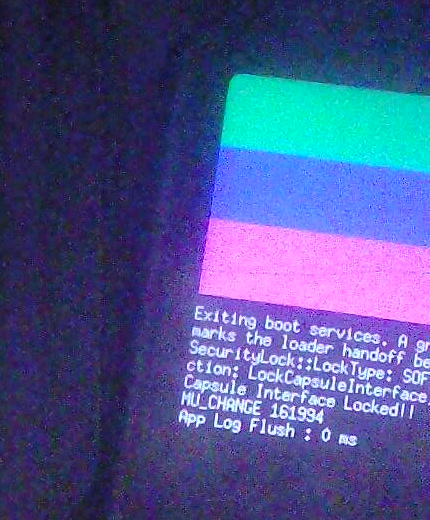 Exiting boot services. A gr
marks the loader handoff be
SecurityLock::LockType: SOF
ction: LockCapsuleInterface,
Capsule Interface Locked!!
MU_CHANGE 161994
App Log Flush : 0 ms